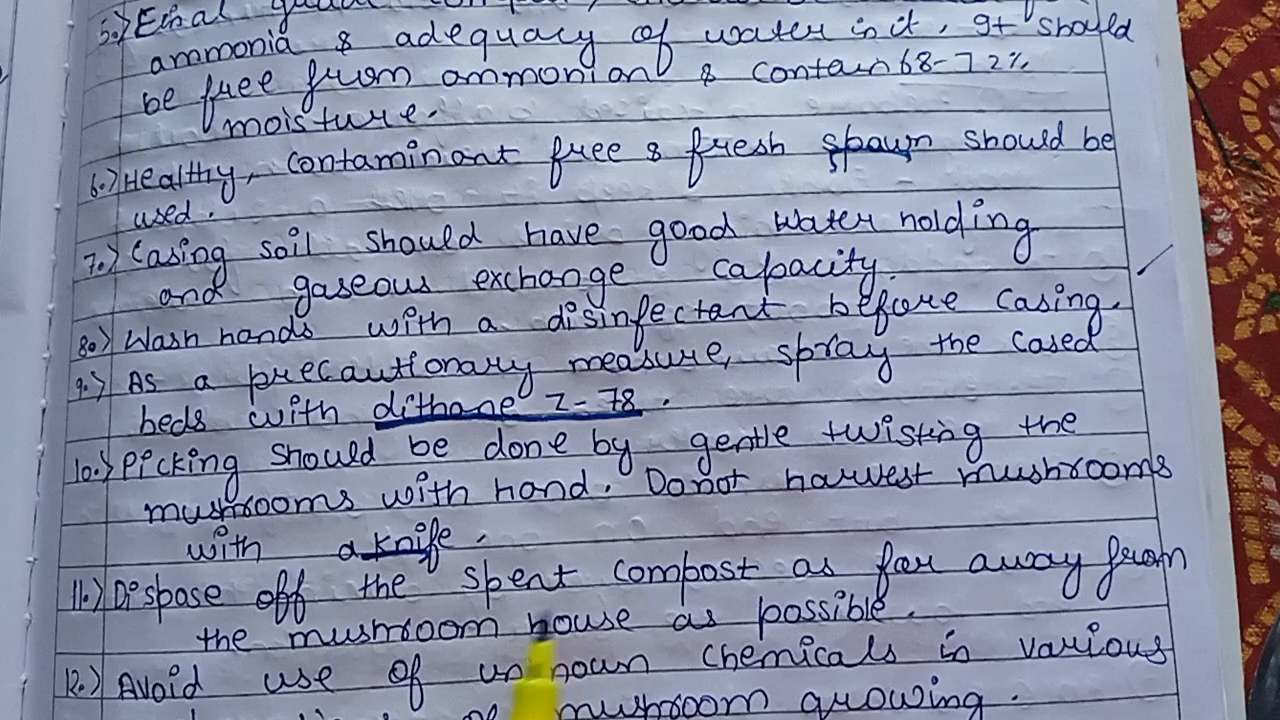 5.)
ammonia & adequacy of water in it, It should
be free from ammonian & contain 68-72%
moisture.
6.) Healthy, contaminant free & fresh spawn should be
used.
7.) Casing soil should have good water holding
and gaseous exchange capacity.
8.) Wash hands with a disinfectant before casing.
9.) As a precautionary measure, spray the cased
beds with dithane Z-78.
10.) Picking should be done by gentle twisting the
mushrooms with hand. Donot harvest mushrooms
with a knife.
11.) Dispose off the spent compost as far away from
the mushroom house as possible.
12.) Avoid use of unknown chemicals in various
mushroom growing.